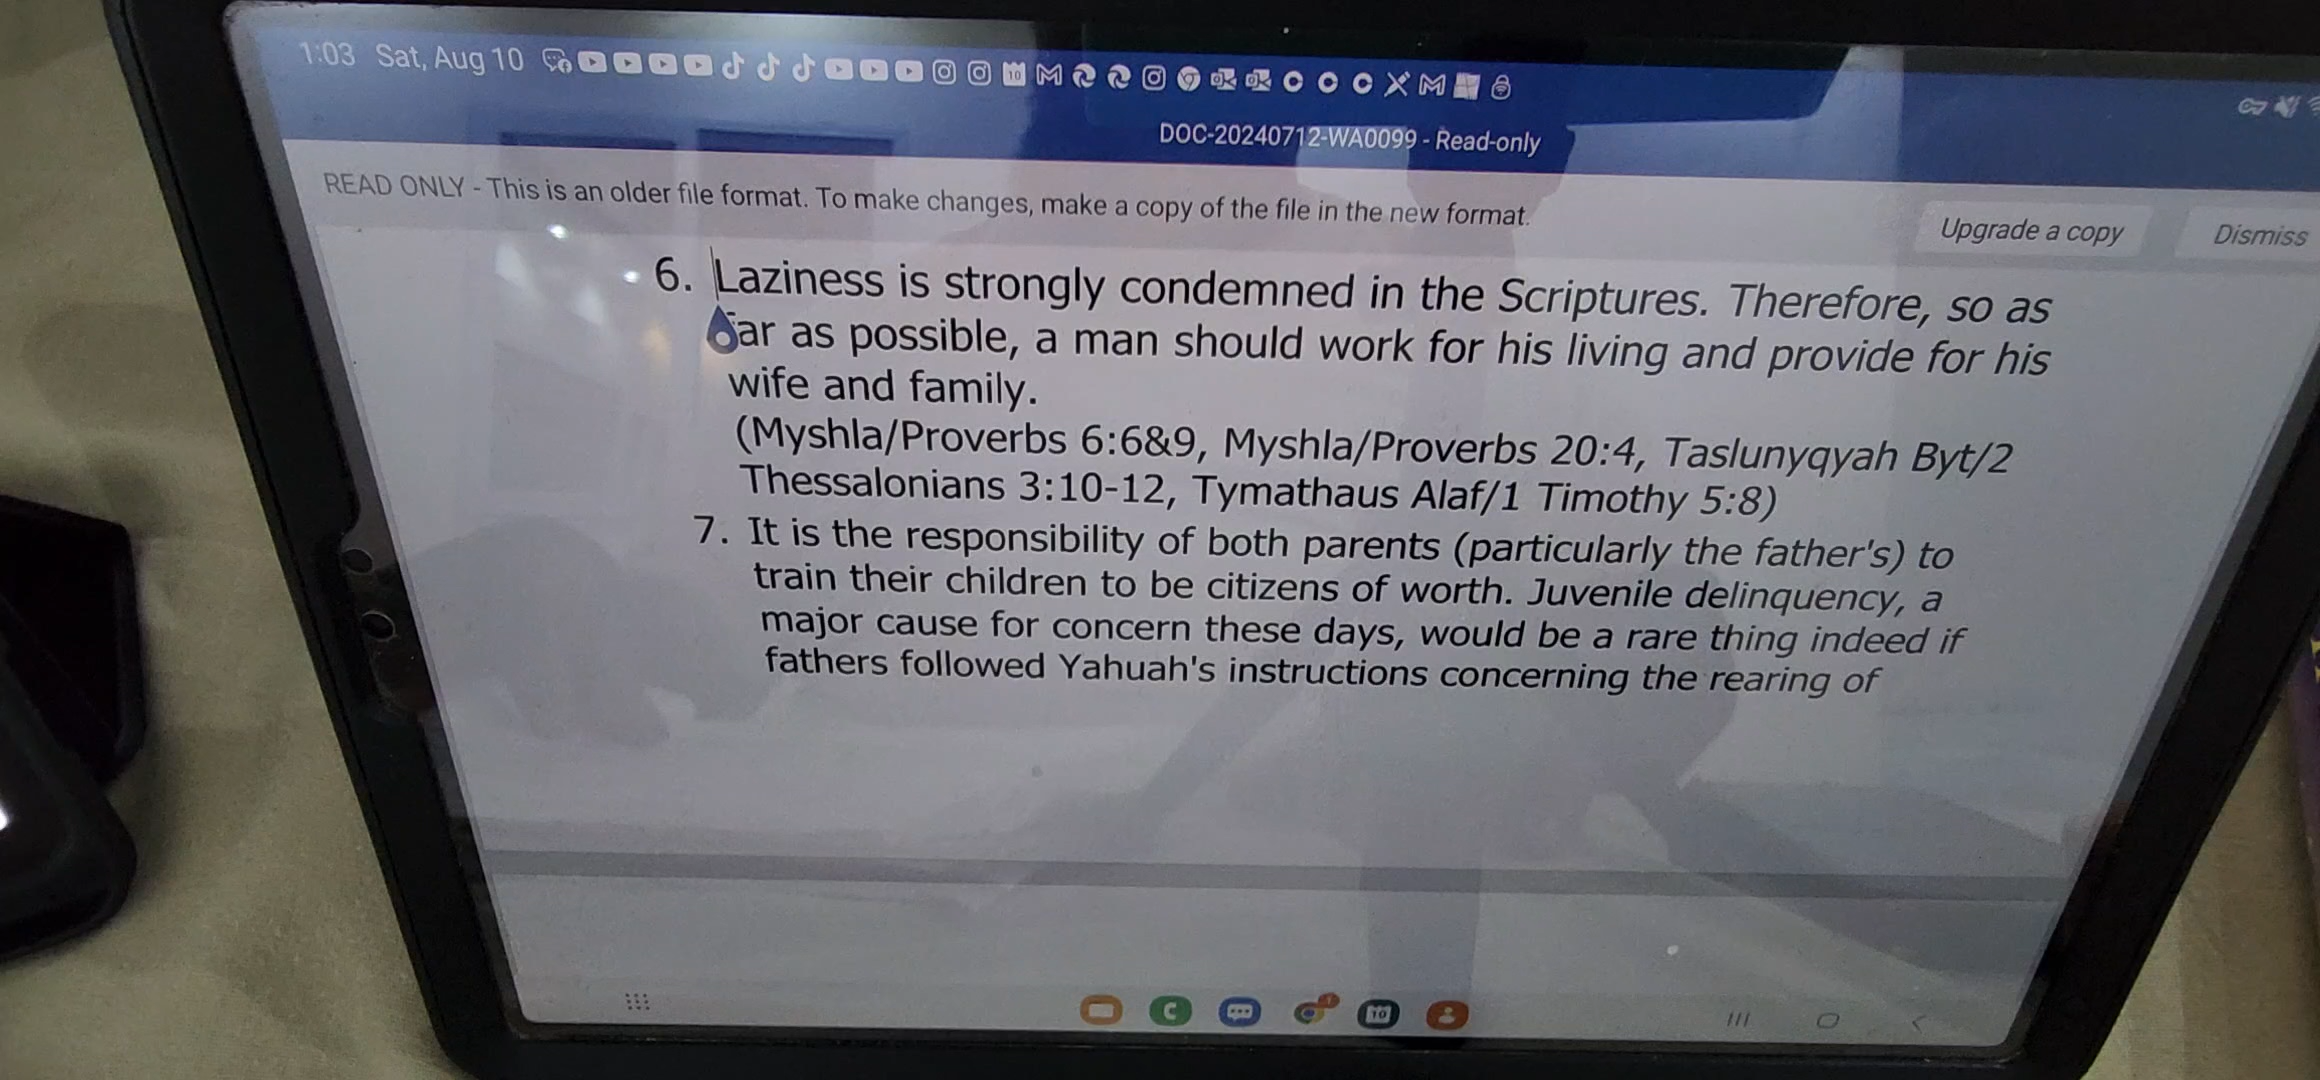 1:03 Sat, Aug 10
DOC-20240712-WA0099 - Read-only
READ ONLY - This is an older file format. To make changes, make a copy of the file in the new format.
Upgrade a copy
Dismiss
6. Laziness is strongly condemned in the Scriptures. Therefore, so as
far as possible, a man should work for his living and provide for his
wife and family.
(Myshla/Proverbs 6:6&9, Myshla/Proverbs 20:4, Taslunyqyah Byt/2
Thessalonians 3:10-12, Tymathaus Alaf/1 Timothy 5:8)
7. It is the responsibility of both parents (particularly the father's) to
train their children to be citizens of worth. Juvenile delinquency, a
major cause for concern these days, would be a rare thing indeed if
fathers followed Yahuah's instructions concerning the rearing of